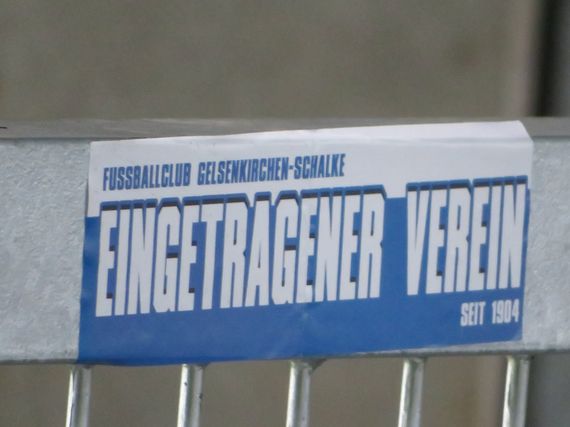 FUSSBALLCLUB GELSENKIRCHEN-SCHALKE
EINGETRAGENER VEREIN
SEIT 1904